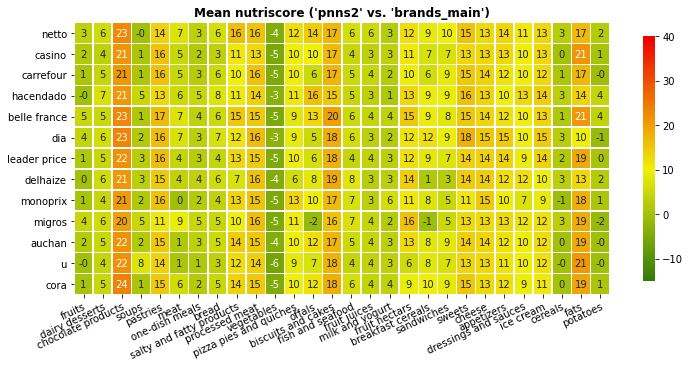 Mean nutriscore ('pnns2' vs. 'brands_main')
netto 3 6 23 -0 14 7 3 6 16 16 -4 12 14 17 6 6 3 12 9 10 15 13 14 11 13 3 17 2
casino 2 4 21 1 16 5 2 3 11 13 -5 10 10 17 4 3 3 11 7 7 13 13 13 10 13 0 21 1
carrefour 1 5 21 1 16 5 3 6 10 16 -5 10 6 17 5 4 2 10 6 9 15 14 12 10 12 1 17 -0
hacendado -0 7 21 5 13 6 5 8 11 14 -3 11 16 15 5 3 1 13 9 9 16 13 10 13 14 3 14 4
belle france 5 5 23 1 17 7 4 6 15 15 -5 9 13 20 6 4 4 15 9 8 15 14 12 10 13 1 21 4
dia 4 6 23 2 16 7 3 7 12 16 -3 9 5 18 6 3 2 12 12 9 18 15 15 10 15 3 10 -1
leader price 1 5 22 3 16 4 3 4 13 15 -5 10 6 18 4 4 3 12 9 7 14 14 14 9 14 2 19 0
delhaize 0 6 21 3 15 4 4 6 7 16 -4 6 8 19 8 3 3 14 1 3 14 14 12 12 10 3 13 2
monoprix 1 4 21 2 16 0 2 4 13 15 -5 13 10 17 7 3 6 11 8 5 11 15 10 7 9 -1 18 1
migros 4 6 20 5 11 9 5 5 10 16 -5 11 -2 16 7 4 2 16 -1 5 13 13 13 12 12 3 19 -2
auchan 2 5 22 2 15 1 3 5 14 15 -4 10 12 17 5 4 3 13 8 9 14 14 12 10 12 0 19 -0
u -0 4 22 8 14 1 1 3 12 14 -6 9 7 18 4 4 3 6 8 7 13 13 11 10 12 -0 21 -0
cora 1 5 24 1 15 6 2 5 14 15 -5 10 12 18 6 4 4 9 10 9 15 13 12 9 11 0 19 1
fruits
dairy desserts
chocolate products
soups
pastries
meat
one-dish meals
bread
salty and fatty products
processed meat
vegetables
pizza pies and quiches
offals
biscuits and cakes
fish and seafood
fruit juices
milk and yogurt
fruit nectars
breakfast cereals
sandwiches
sweets
cheese
appetizers
dressings and sauces
ice cream
cereals
fats
potatoes
40
30
20
10
0
−10